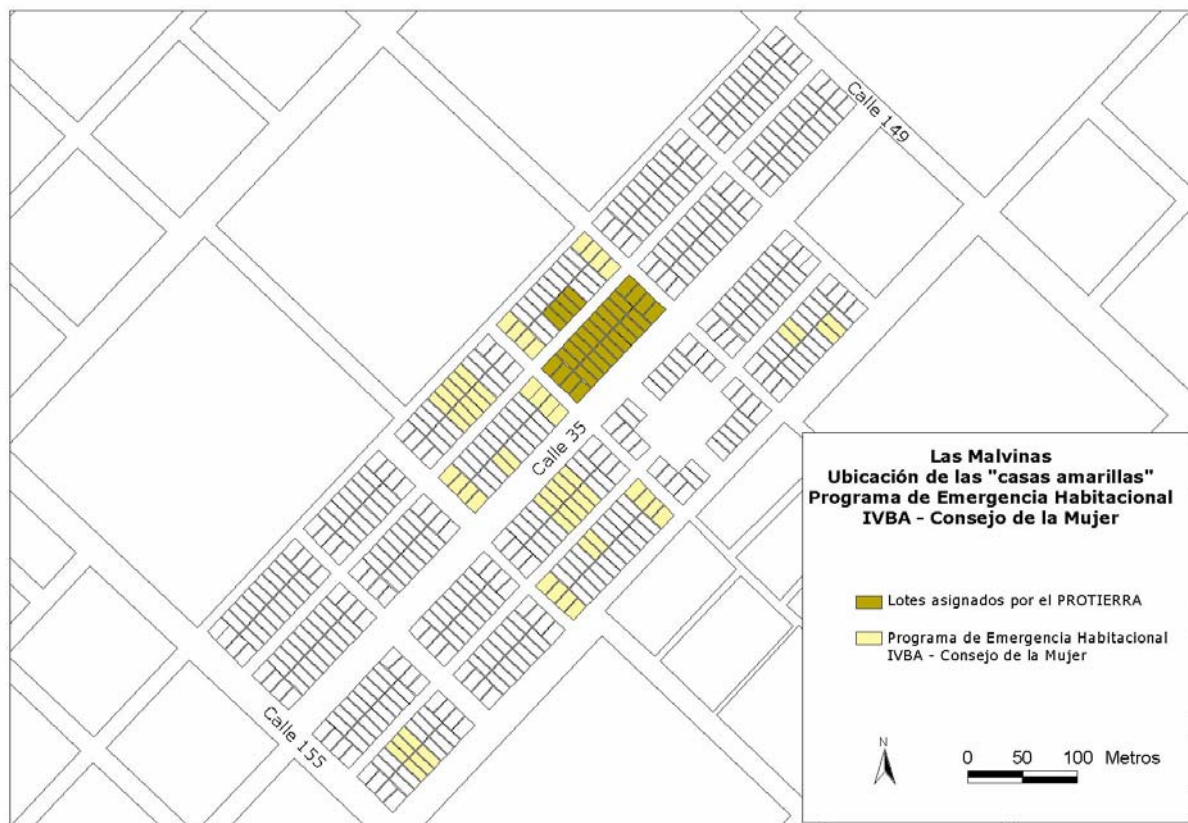 Calle 149
Calle 35
Calle 155
Las Malvinas
Ubicación de las "casas amarillas"
Programa de Emergencia Habitacional
IVBA - Consejo de la Mujer
Lotes asignados por el PROTIERRA
Programa de Emergencia Habitacional
IVBA - Consejo de la Mujer
N
0 50 100 Metros